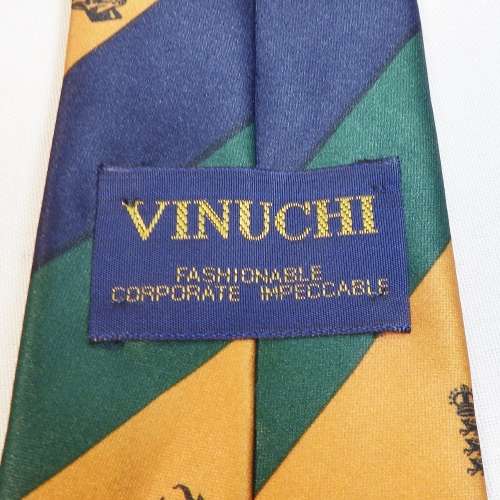 VINUCHI
FASHIONABLE
CORPORATE IMPECCABLE